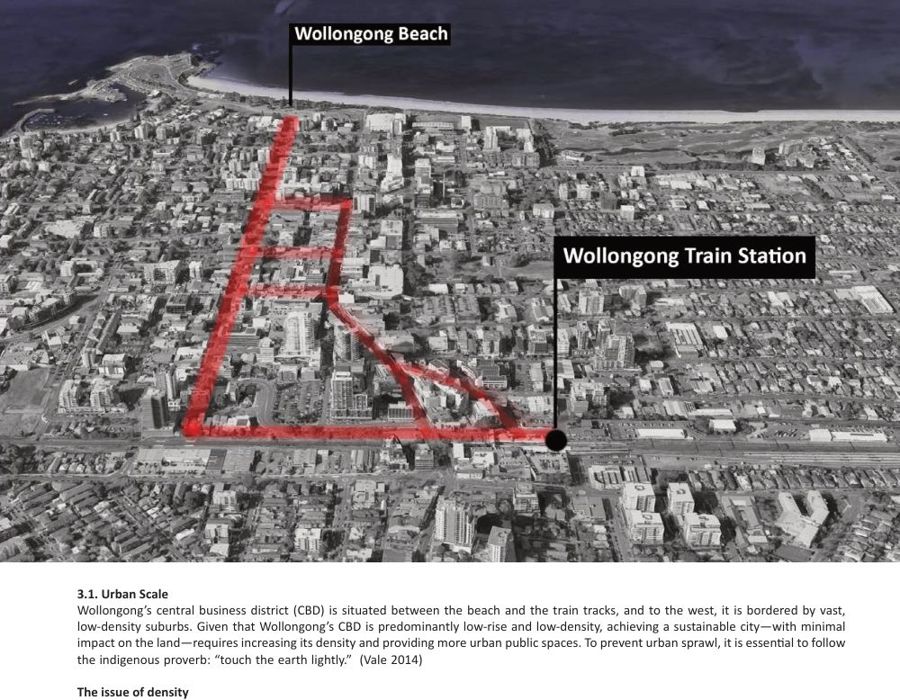 Wollongong Beach
Wollongong Train Station
3.1. Urban Scale
Wollongong’s central business district (CBD) is situated between the beach and the train tracks, and to the west, it is bordered by vast,
low-density suburbs. Given that Wollongong’s CBD is predominantly low-rise and low-density, achieving a sustainable city—with minimal
impact on the land—requires increasing its density and providing more urban public spaces. To prevent urban sprawl, it is essential to follow
the indigenous proverb: “touch the earth lightly.” (Vale 2014)
The issue of density